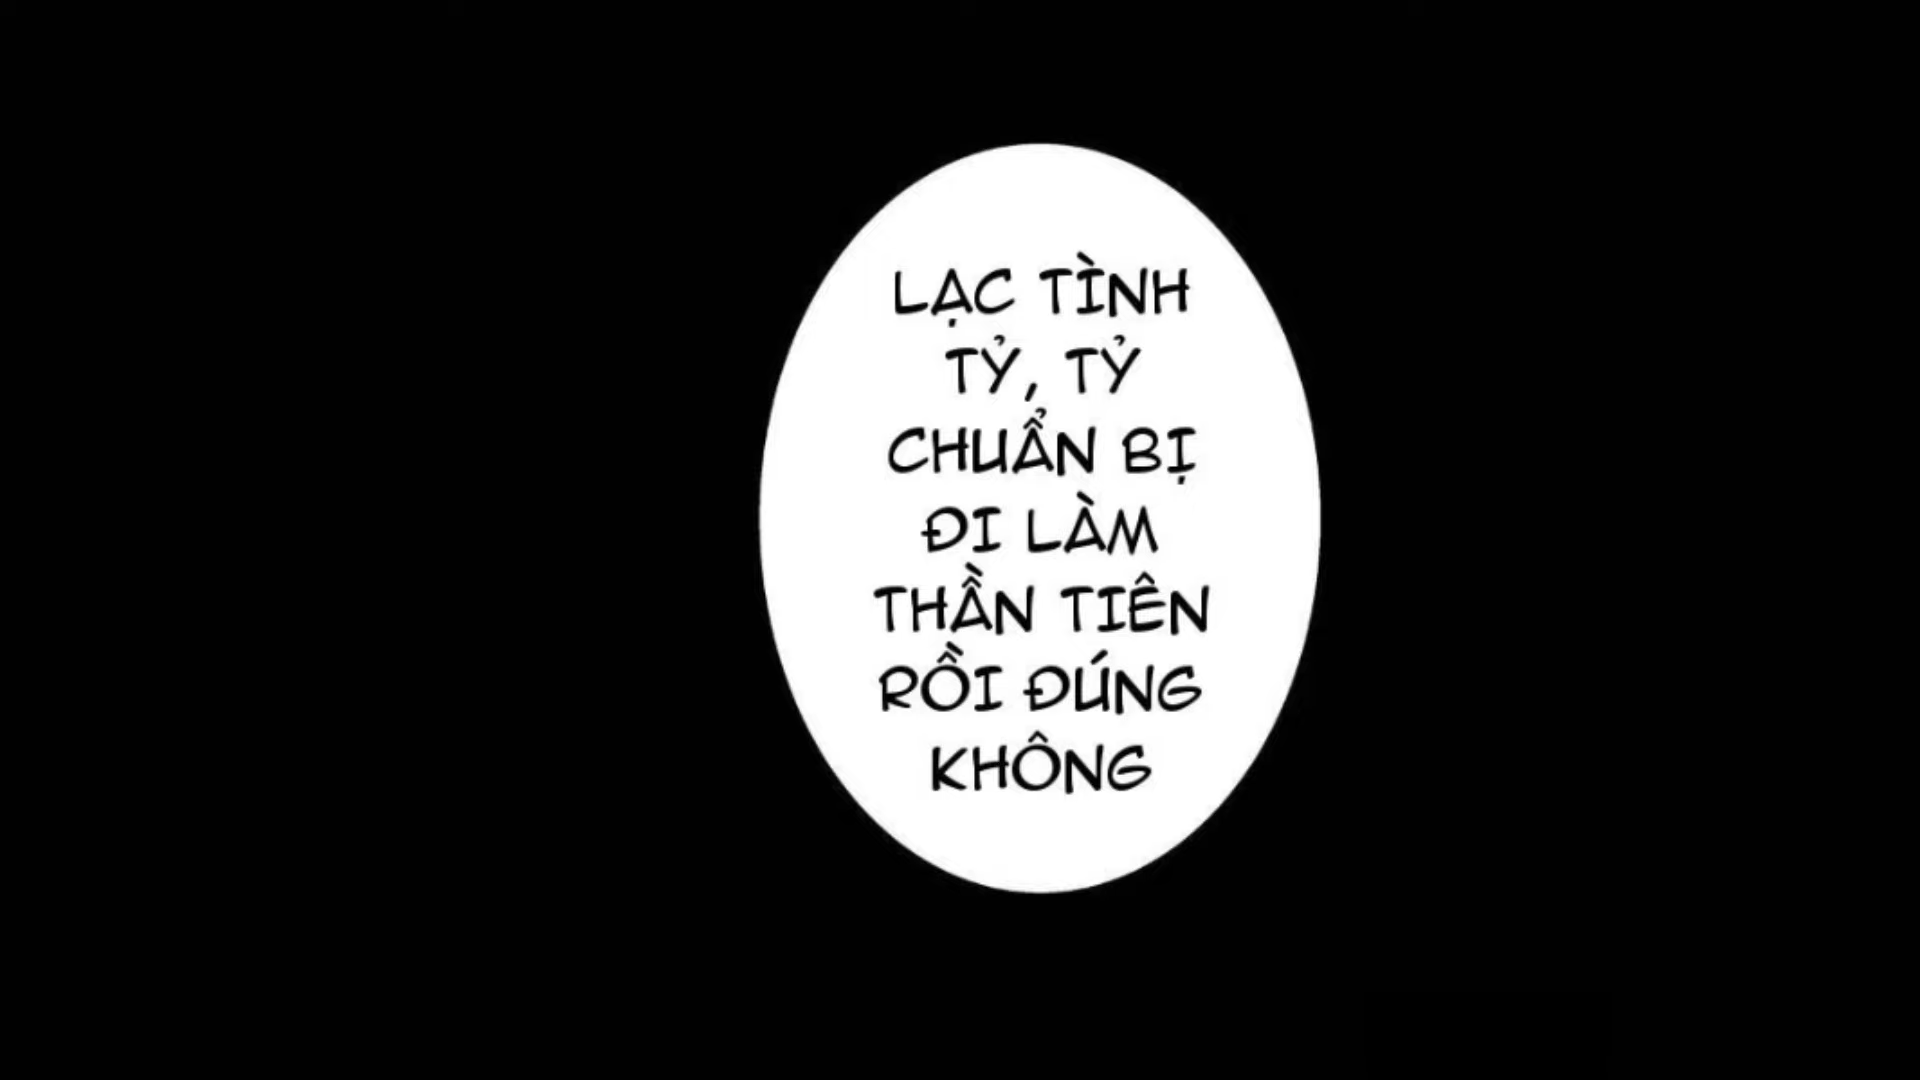 LẠC TÌNH
TỶ, TỶ
CHUẨN BỊ
ĐI LÀM
THẦN TIÊN
RỒI ĐÚNG
KHÔNG